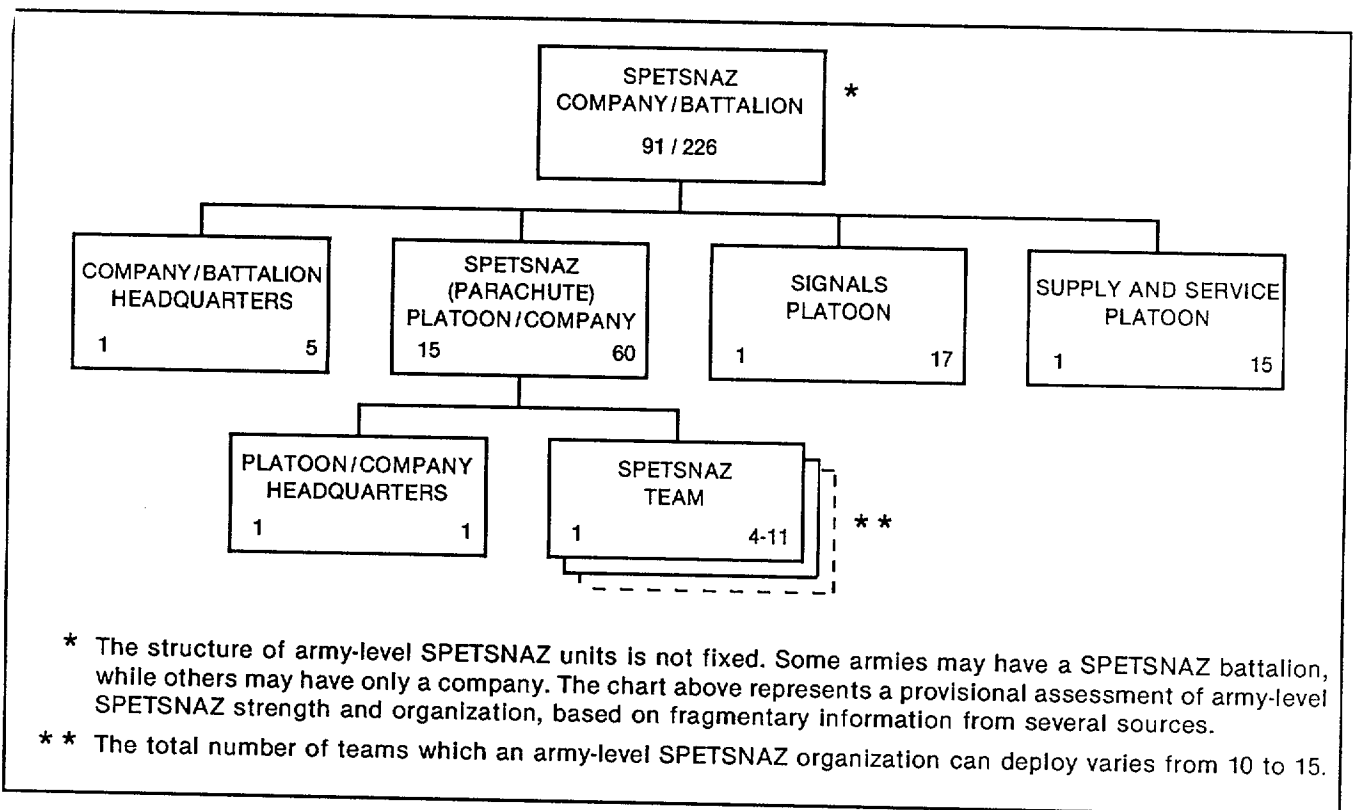 SPETSNAZ
COMPANY/BATTALION
91 / 226
*
COMPANY/BATTALION
HEADQUARTERS
1 5
SPETSNAZ
(PARACHUTE)
PLATOON/COMPANY
15 60
SIGNALS
PLATOON
1 17
SUPPLY AND SERVICE
PLATOON
1 15
PLATOON/COMPANY
HEADQUARTERS
1 1
SPETSNAZ
TEAM
1 4-11
* *
* The structure of army-level SPETSNAZ units is not fixed. Some armies may have a SPETSNAZ battalion,
while others may have only a company. The chart above represents a provisional assessment of army-level
SPETSNAZ strength and organization, based on fragmentary information from several sources.
* * The total number of teams which an army-level SPETSNAZ organization can deploy varies from 10 to 15.